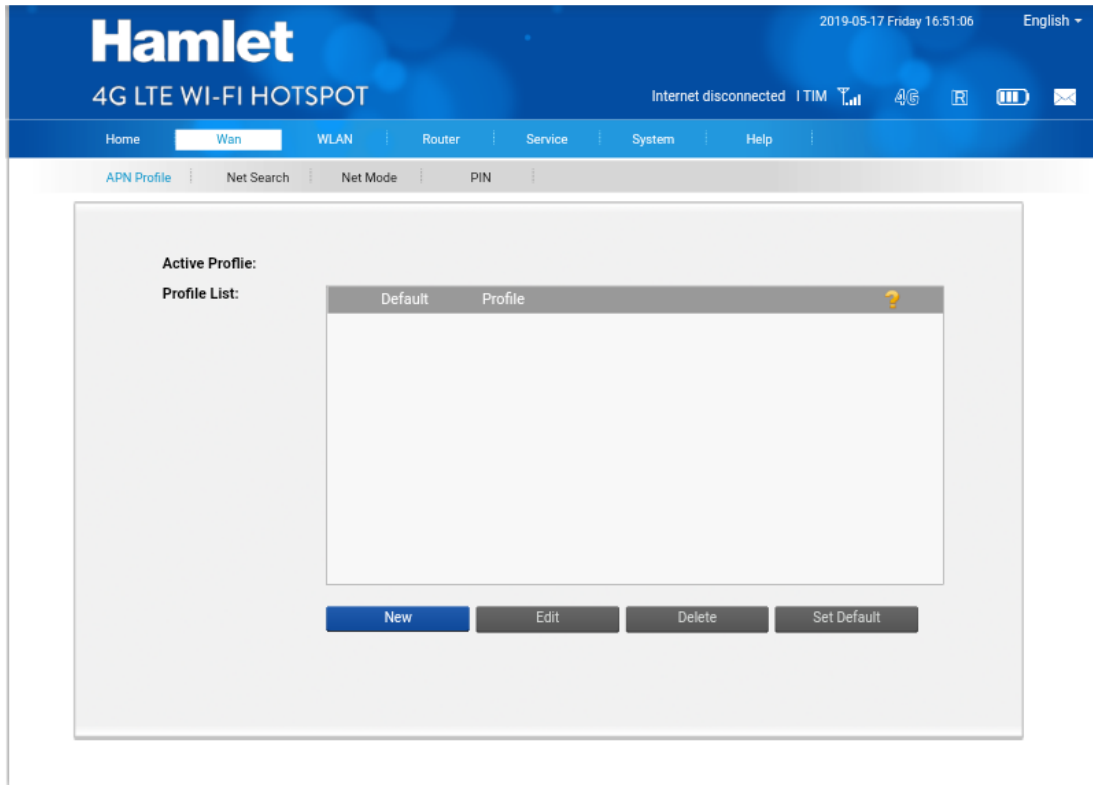 2019-05-17 Friday 16:51:06 English
Hamlet
4G LTE WI-FI HOTSPOT
Internet disconnected I TIM 4G R
Home Wan WLAN Router Service System Help
APN Profile Net Search Net Mode PIN
Active Proflie:
Profile List:
Default Profile ?
New Edit Delete Set Default